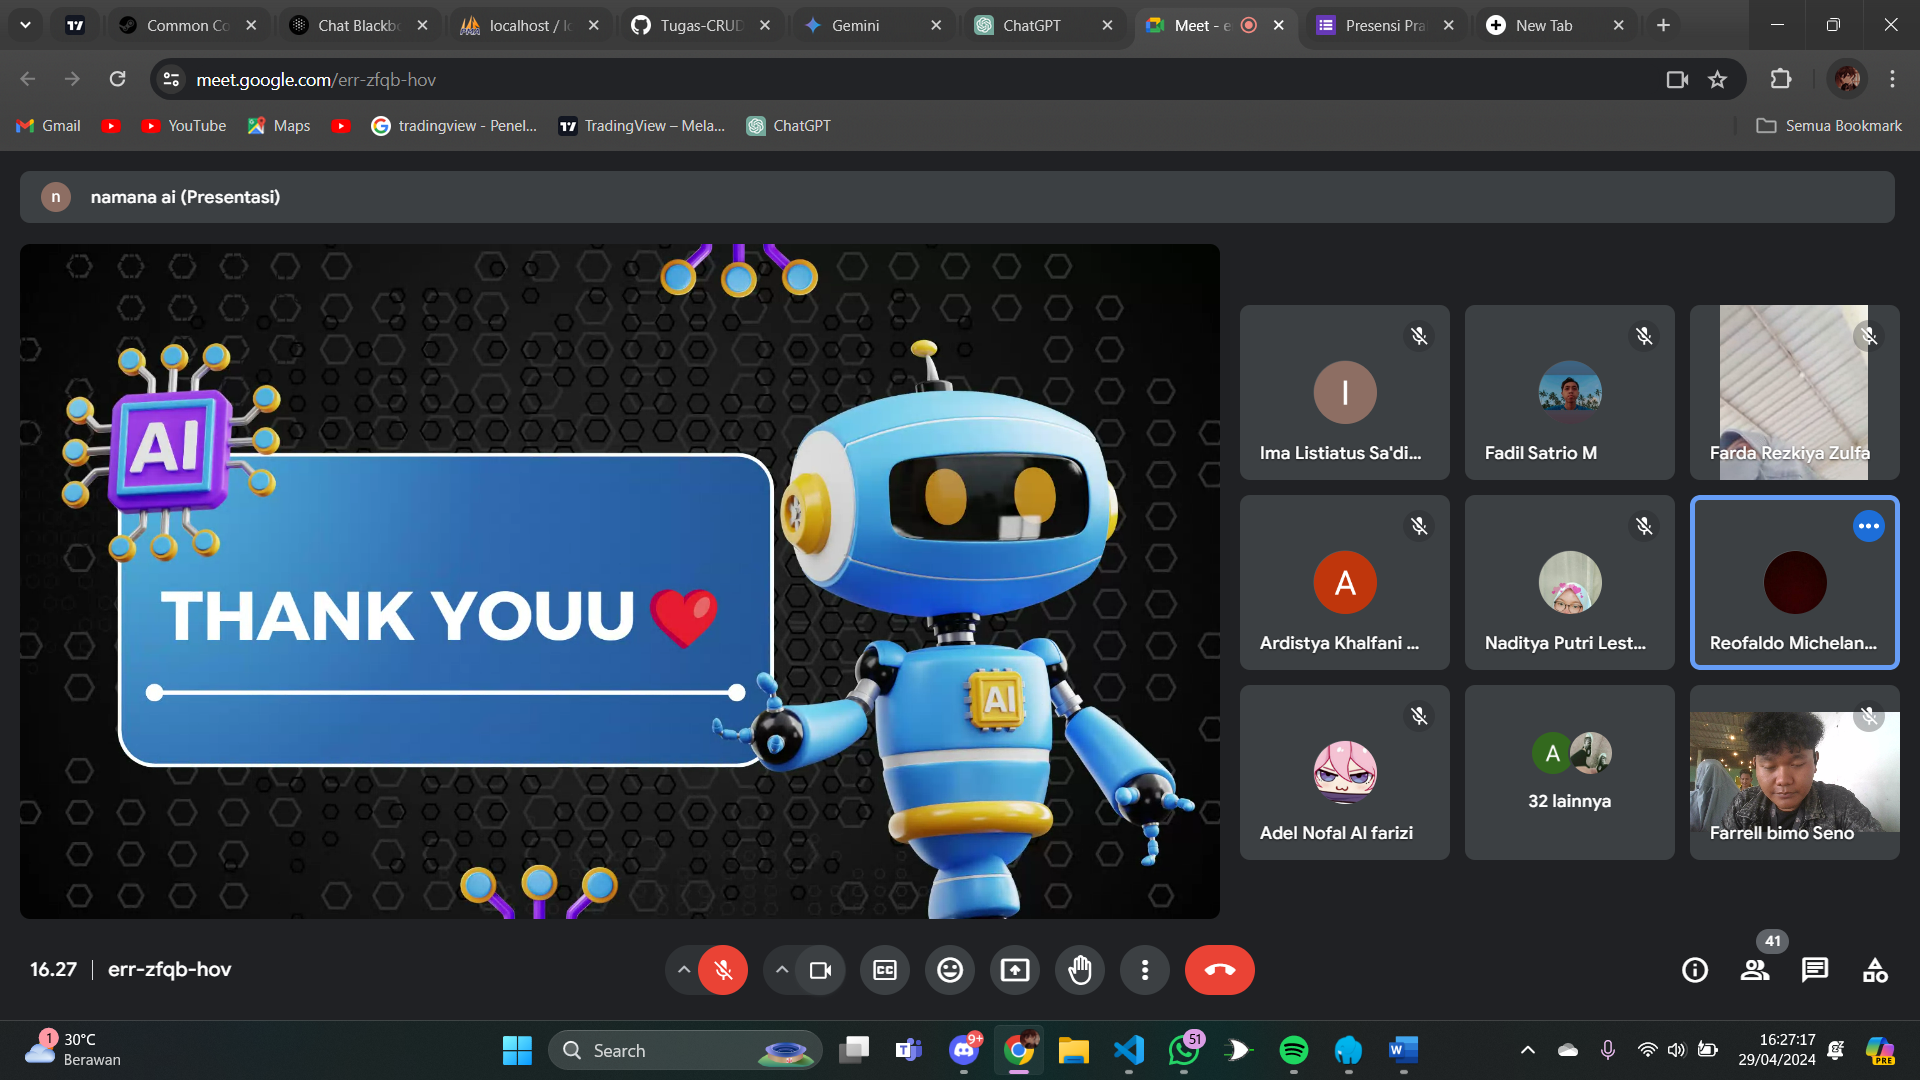 Common Co
Chat Blackbo
localhost / lo
Tugas-CRUD
Gemini
ChatGPT
Meet - e
Presensi Pra
New Tab
meet.google.com/err-zfqb-hov
Gmail
YouTube
Maps
tradingview - Penel...
TradingView – Mela...
ChatGPT
Semua Bookmark
n
namana ai (Presentasi)
AI
THANK YOUU
AI
I
Ima Listiatus Sa'di...
Fadil Satrio M
Farda Rezkiya Zulfa
A
Ardistya Khalfani ...
Naditya Putri Lest...
Reofaldo Michelan...
Adel Nofal Al farizi
A
32 lainnya
Farrell bimo Seno
16.27
err-zfqb-hov
CC
41
1
30°C
Berawan
Search
9+
51
W
16:27:17
29/04/2024
PRE